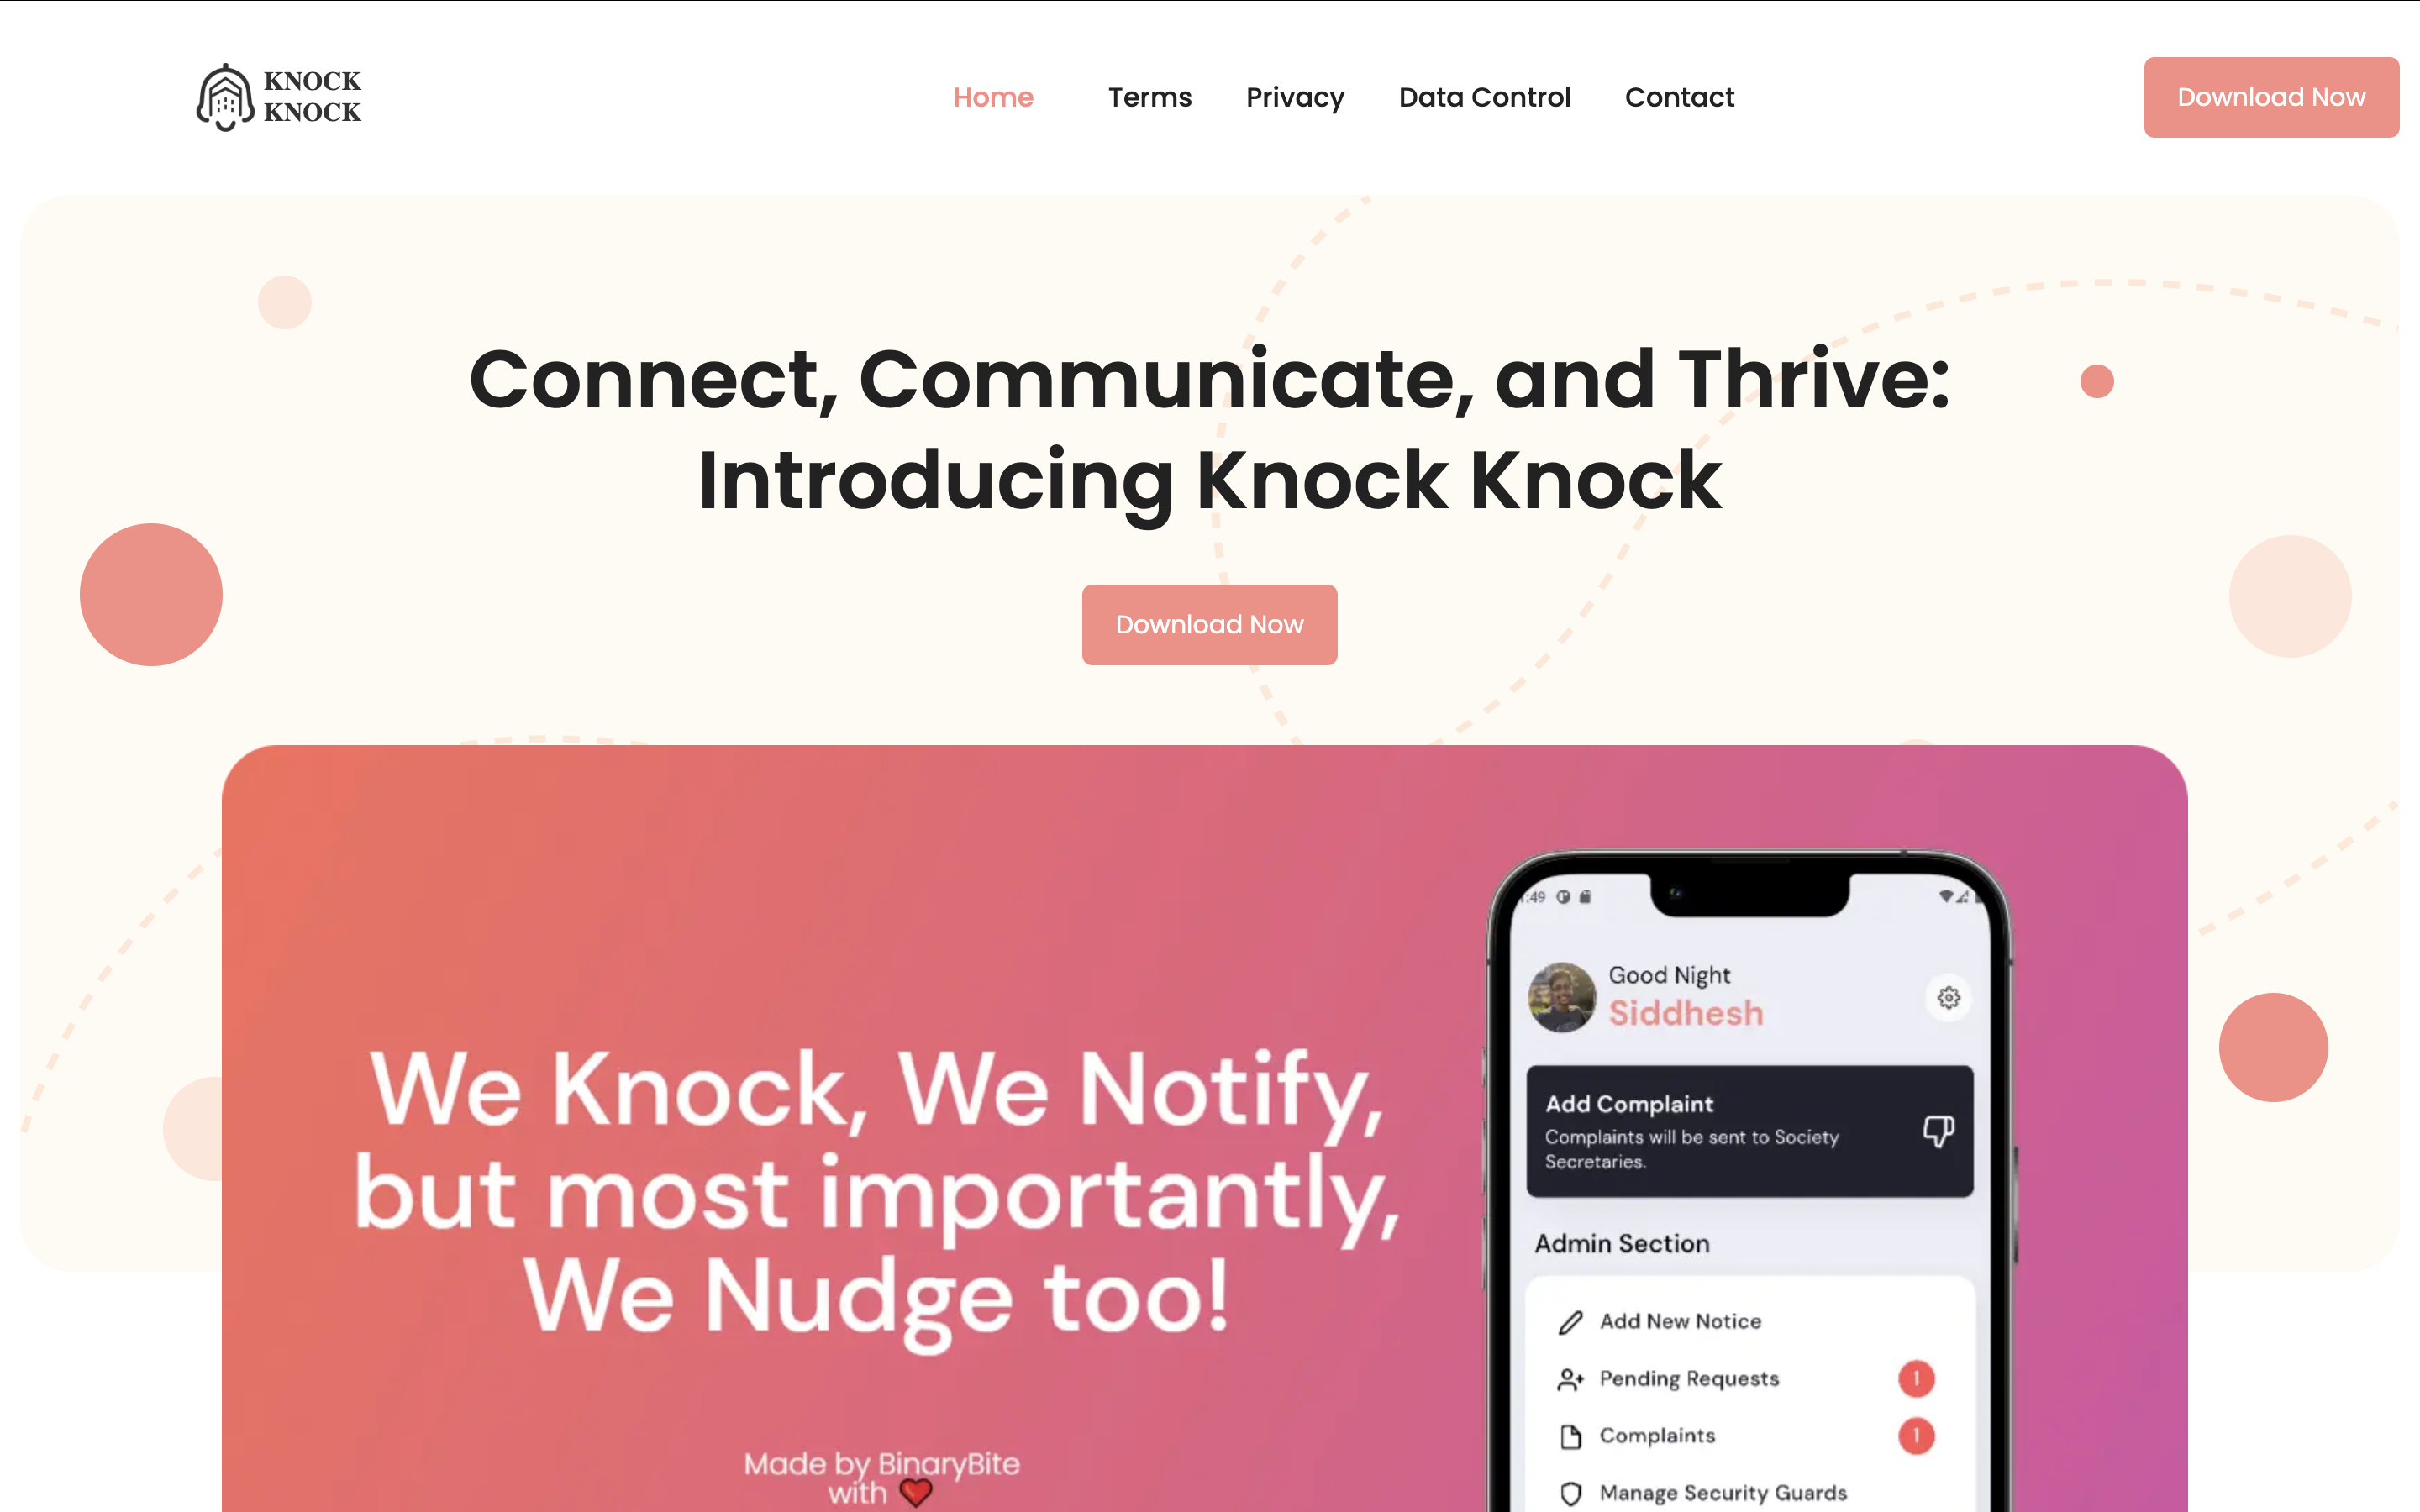 KNOCK
KNOCK
Home Terms Privacy Data Control Contact
Download Now
Connect, Communicate, and Thrive:
Introducing Knock Knock
Download Now
We Knock, We Notify,
but most importantly,
We Nudge too!
Made by BinaryBite
with ❤️
:49
Good Night
Siddhesh
Add Complaint
Complaints will be sent to Society
Secretaries.
Admin Section
Add New Notice
Pending Requests 1
Complaints 1
Manage Security Guards